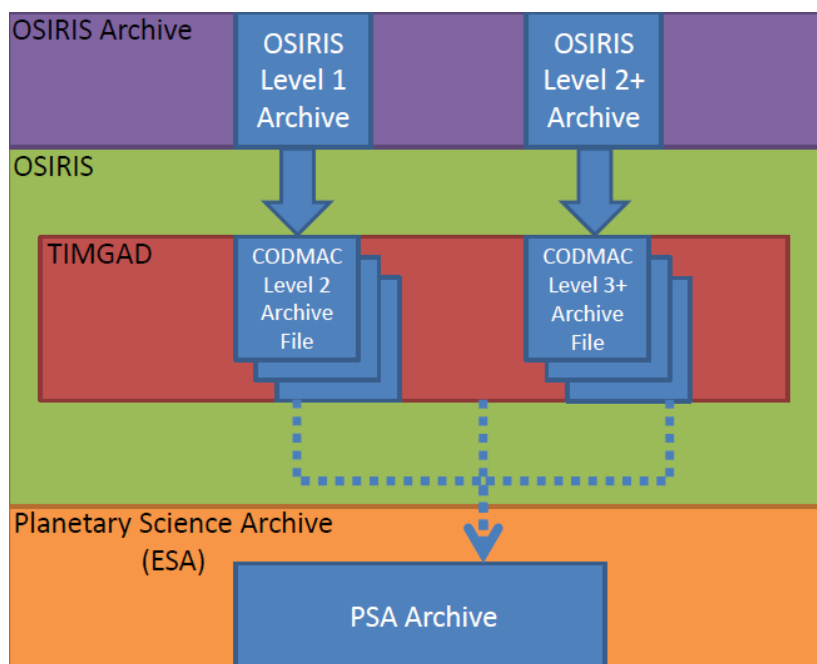 OSIRIS Archive
OSIRIS
Level 1
Archive
OSIRIS
Level 2+
Archive
OSIRIS
TIMGAD
CODMAC
Level 2
Archive
File
CODMAC
Level 3+
Archive
File
Planetary Science Archive
(ESA)
PSA Archive